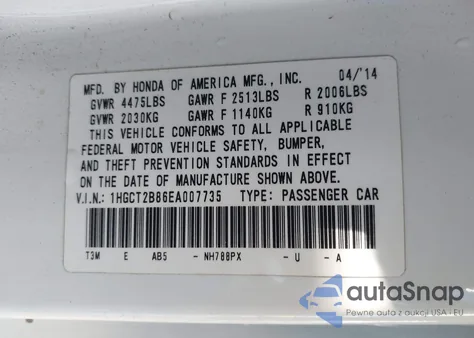 MFD. BY HONDA OF AMERICA MFG., INC. 04/'14
GVWR 4475LBS GAWR F 2513LBS R 2006LBS
GVWR 2030KG GAWR F 1140KG R 910KG
THIS VEHICLE CONFORMS TO ALL APPLICABLE
FEDERAL MOTOR VEHICLE SAFETY, BUMPER,
AND THEFT PREVENTION STANDARDS IN EFFECT
ON THE DATE OF MANUFACTURE SHOWN ABOVE.
V.I.N.: 1HGCT2B86EA007735 TYPE: PASSENGER CAR
T3M E AB5 - NH788PX - U - A
autoSnap
Pewne auta z aukcji USA i EU